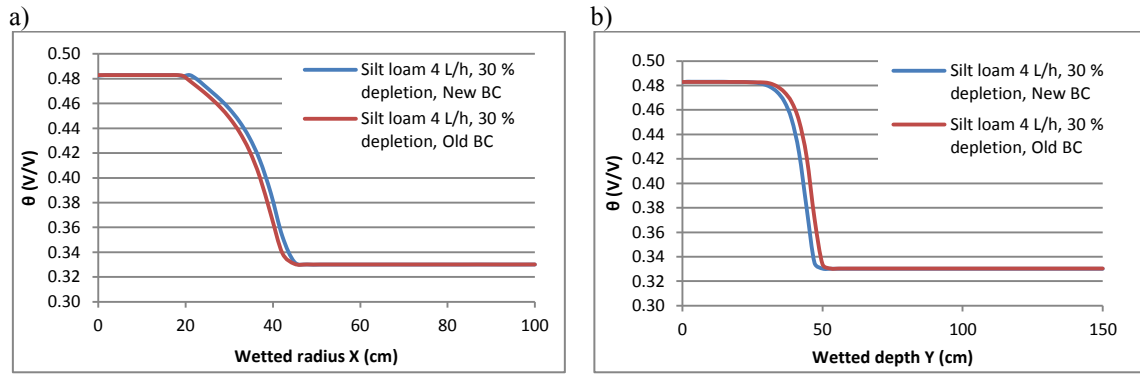 a)
0.50
0.48
0.46
0.44
0.42
0.40
0.38
0.36
0.34
0.32
0.30
θ (V/V)
0
20
40
60
80
100
Wetted radius X (cm)
Silt loam 4 L/h, 30 %
depletion, New BC
Silt loam 4 L/h, 30 %
depletion, Old BC
b)
0.50
0.48
0.46
0.44
0.42
0.40
0.38
0.36
0.34
0.32
0.30
θ (V/V)
0
50
100
150
Wetted depth Y (cm)
Silt loam 4 L/h, 30 %
depletion, New BC
Silt loam 4 L/h, 30 %
depletion, Old BC